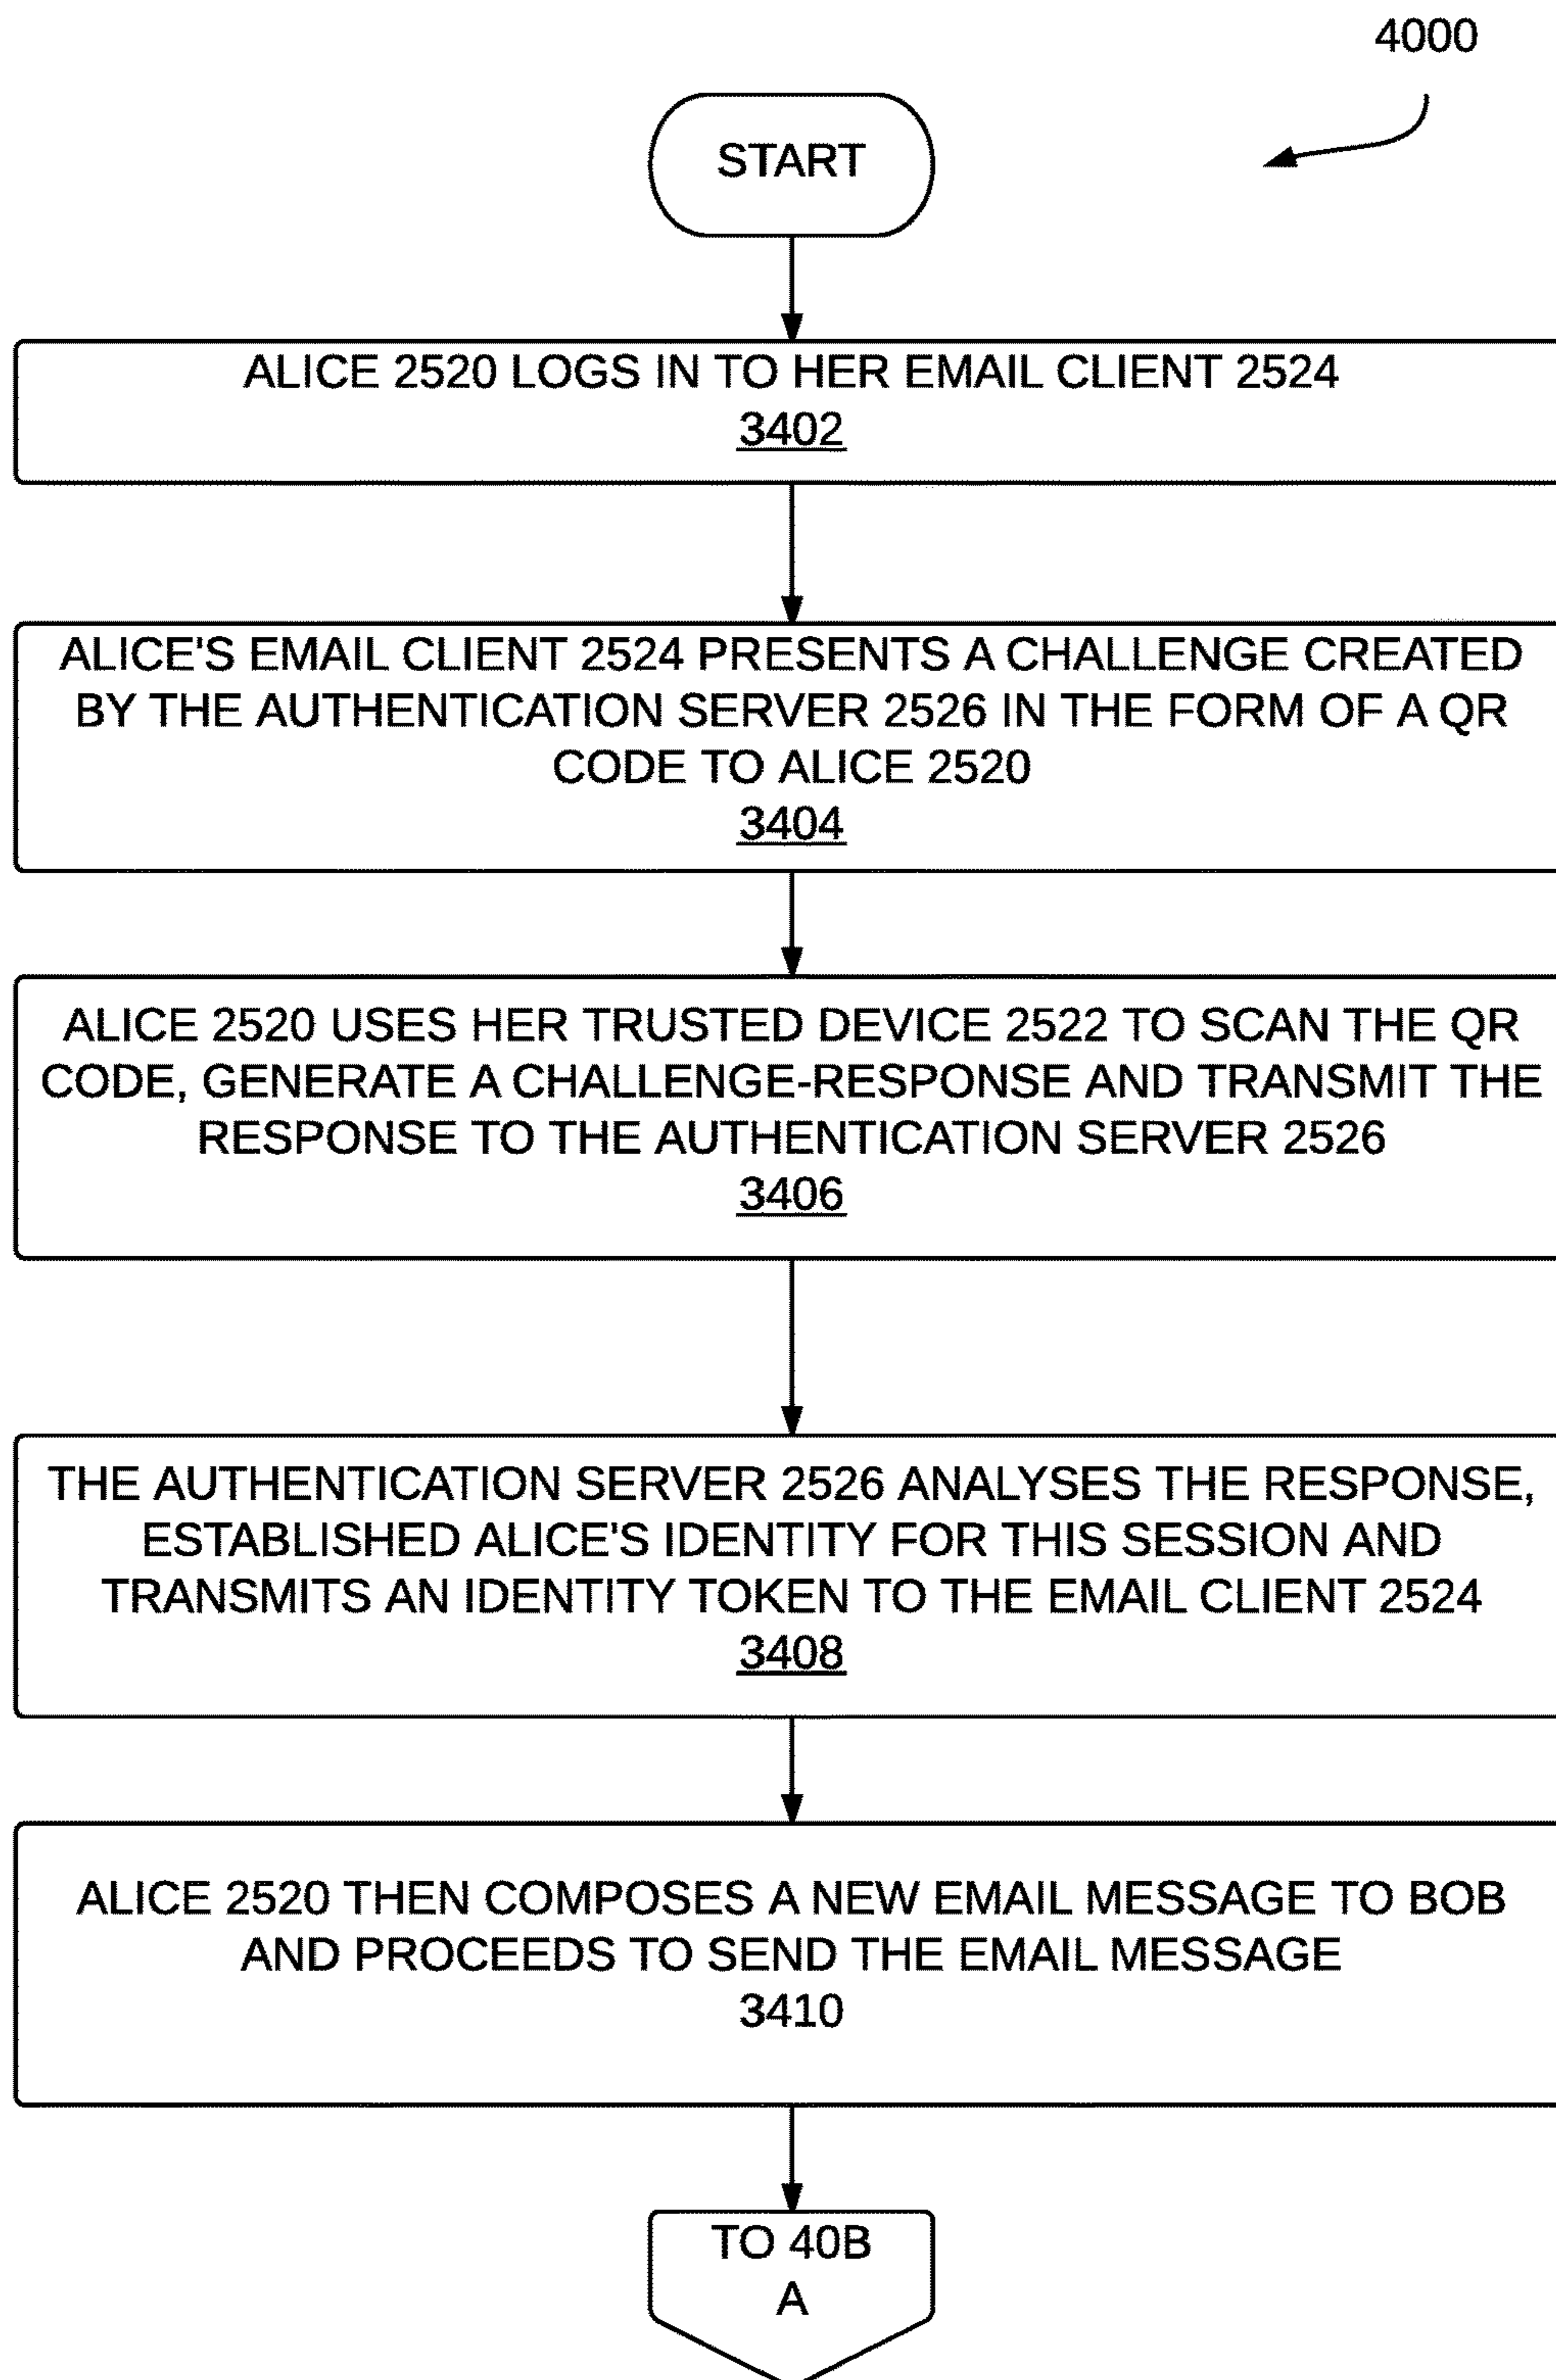 4000
START
ALICE 2520 LOGS IN TO HER EMAIL CLIENT 2524
3402
ALICE'S EMAIL CLIENT 2524 PRESENTS A CHALLENGE CREATED
BY THE AUTHENTICATION SERVER 2526 IN THE FORM OF A QR
CODE TO ALICE 2520
3404
ALICE 2520 USES HER TRUSTED DEVICE 2522 TO SCAN THE QR
CODE, GENERATE A CHALLENGE-RESPONSE AND TRANSMIT THE
RESPONSE TO THE AUTHENTICATION SERVER 2526
3406
THE AUTHENTICATION SERVER 2526 ANALYSES THE RESPONSE,
ESTABLISHED ALICE'S IDENTITY FOR THIS SESSION AND
TRANSMITS AN IDENTITY TOKEN TO THE EMAIL CLIENT 2524
3408
ALICE 2520 THEN COMPOSES A NEW EMAIL MESSAGE TO BOB
AND PROCEEDS TO SEND THE EMAIL MESSAGE
3410
TO 40B
A